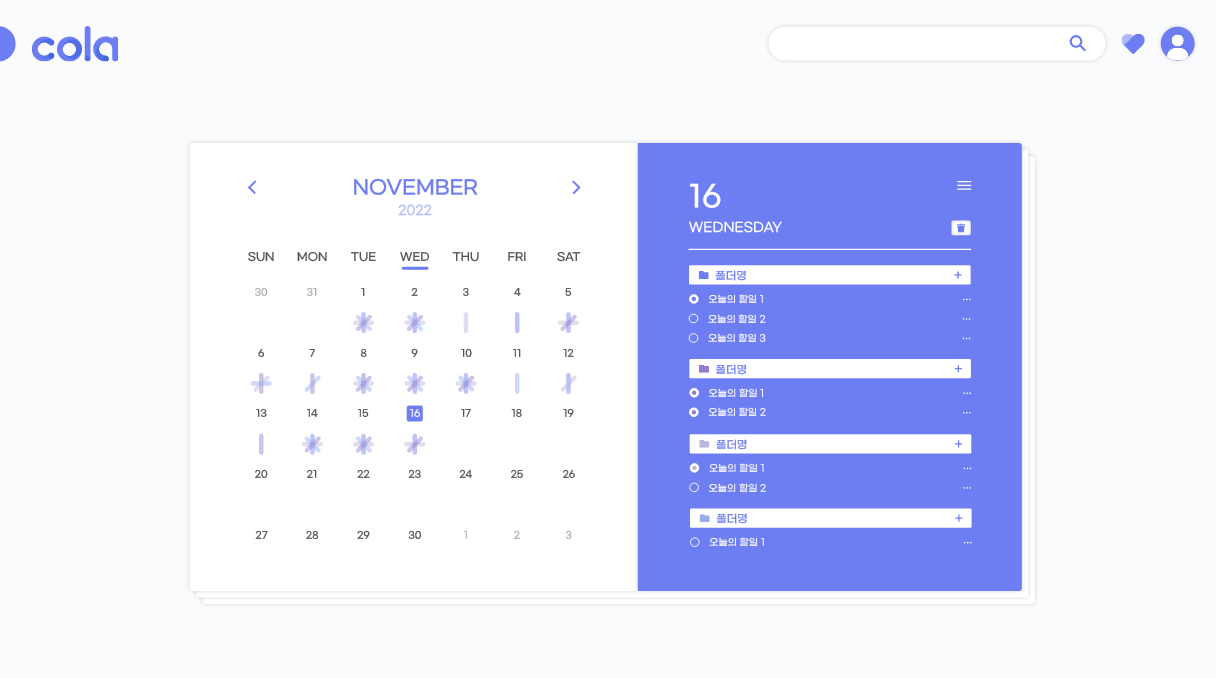 cola
NOVEMBER
2022
SUN MON TUE WED THU FRI SAT
30 31 1 2 3 4 5
6 7 8 9 10 11 12
13 14 15 16 17 18 19
20 21 22 23 24 25 26
27 28 29 30 1 2 3
16
WEDNESDAY
폴더명 +
오늘의 할일 1 ...
오늘의 할일 2 ...
오늘의 할일 3 ...
폴더명 +
오늘의 할일 1 ...
오늘의 할일 2 ...
폴더명 +
오늘의 할일 1 ...
오늘의 할일 2 ...
폴더명 +
오늘의 할일 1 ...